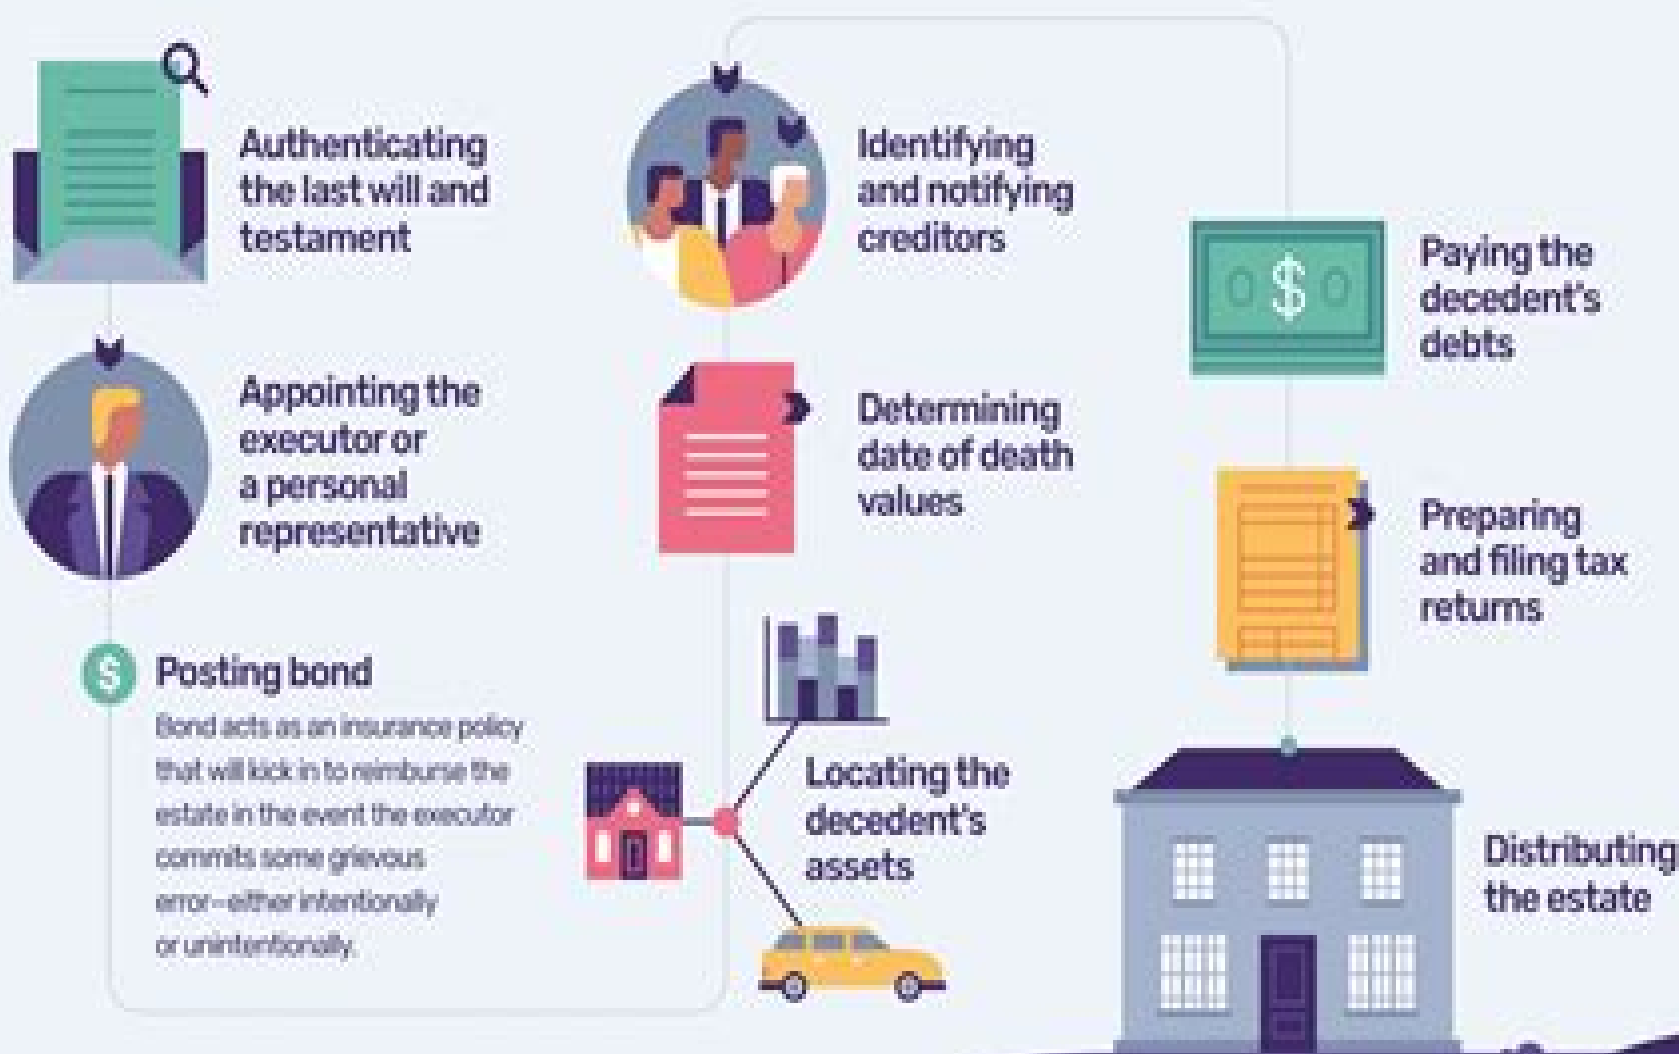 Authenticating
the last will and
testament
Appointing the
executor or
a personal
representative
$
Posting bond
Bond acts as an insurance policy
that will kick in to reimburse the
estate in the event the executor
commits some grievous
error–either intentionally
or unintentionally.
Locating the
decedent's
assets
Determining
date of death
values
Identifying
and notifying
creditors
$
Paying the
decedent's
debts
Preparing
and filing tax
returns
Distributing
the estate